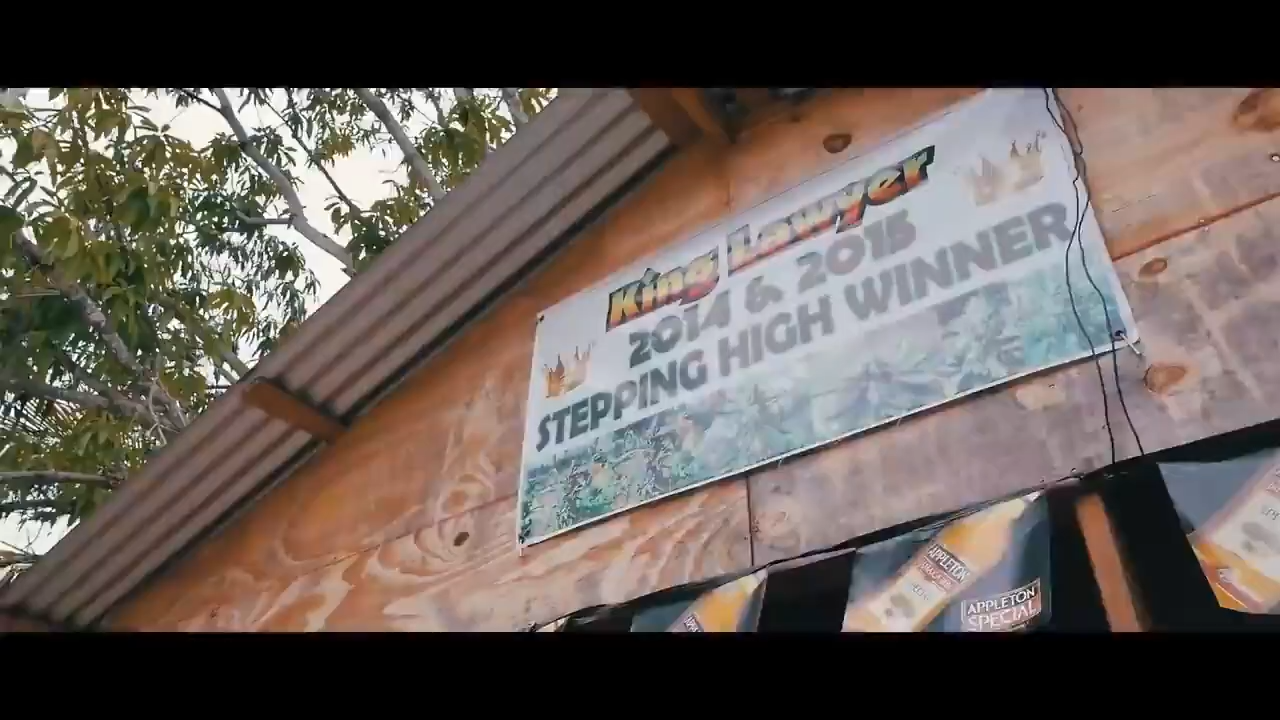 King Lawyer
2014 & 2015
STEPPING HIGH WINNER
APPLETON
APPLETON
SPECIAL